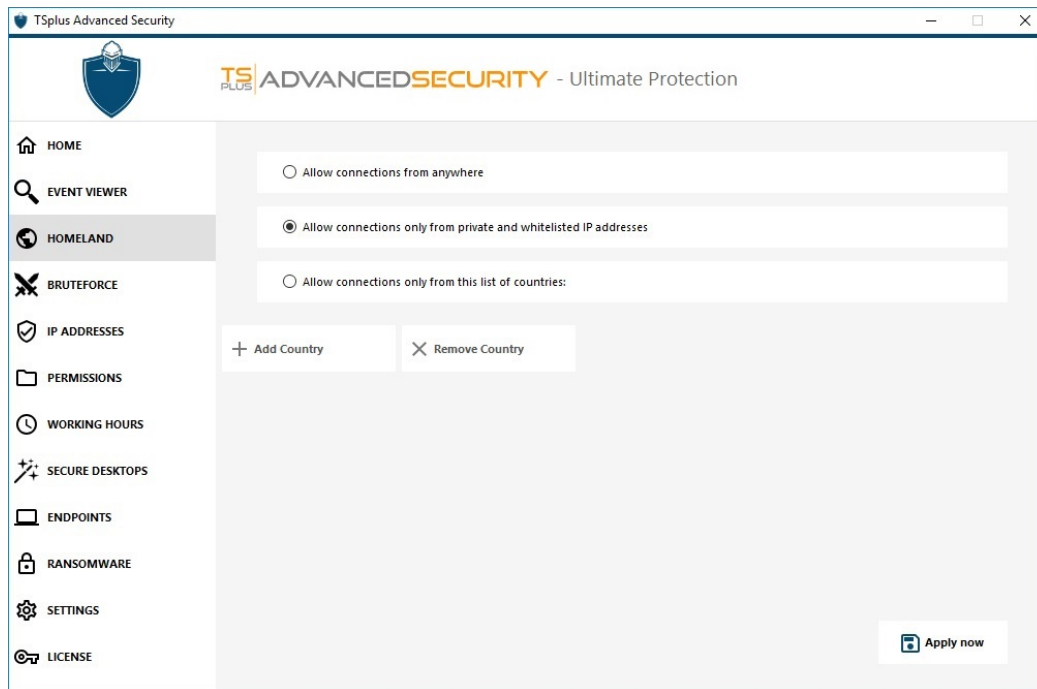 TSplus Advanced Security
TS PLUS ADVANCEDSECURITY - Ultimate Protection
HOME
EVENT VIEWER
HOMELAND
BRUTEFORCE
IP ADDRESSES
PERMISSIONS
WORKING HOURS
SECURE DESKTOPS
ENDPOINTS
RANSOMWARE
SETTINGS
LICENSE
Allow connections from anywhere
Allow connections only from private and whitelisted IP addresses
Allow connections only from this list of countries:
Add Country
Remove Country
Apply now